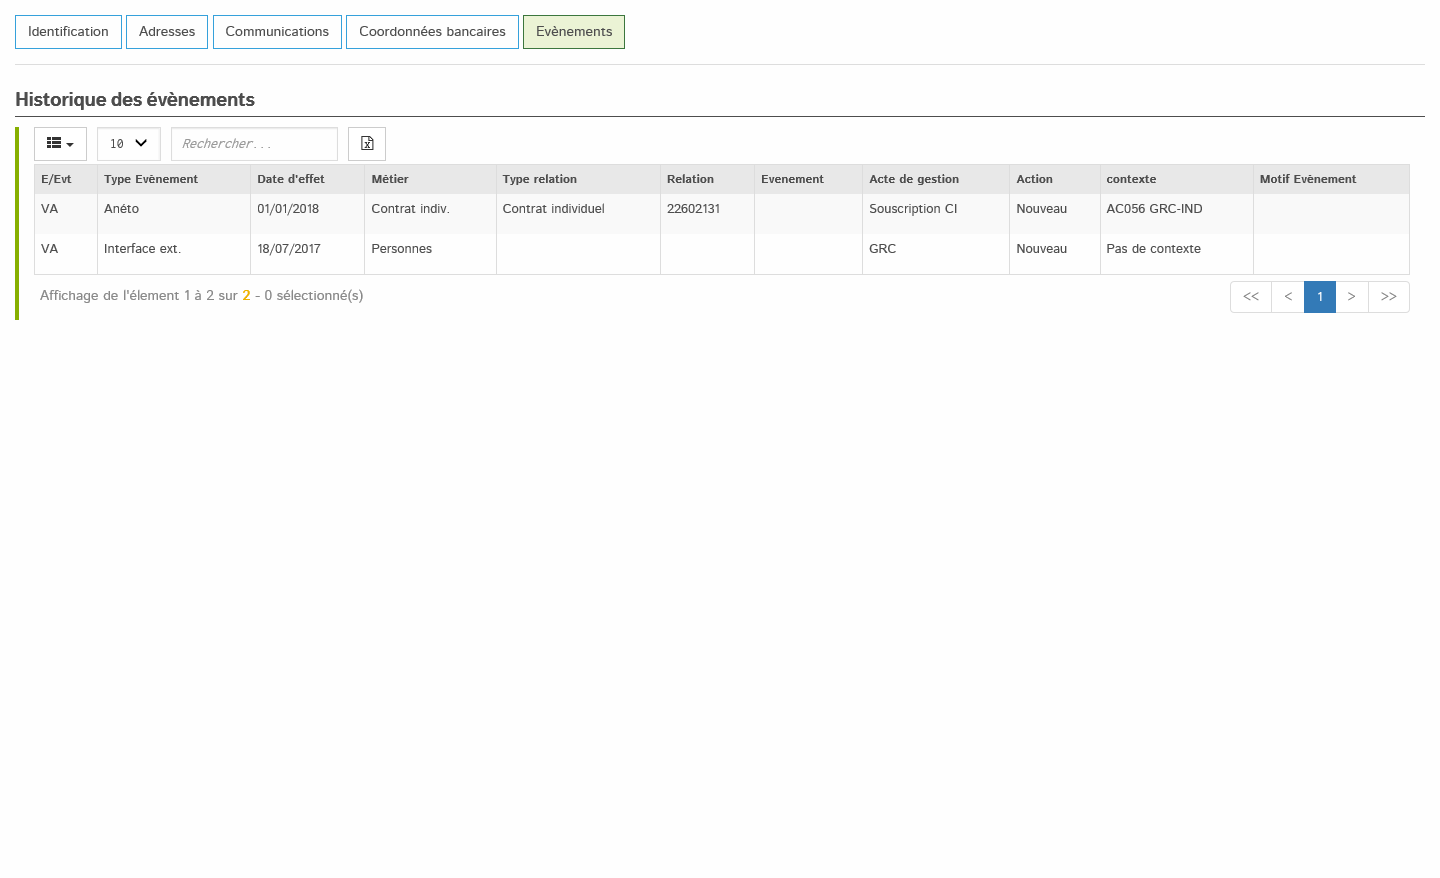 Identification Adresses Communications Coordonnées bancaires Evènements
Historique des évènements
10 Rechercher...
E/Evt Type Evènement Date d'effet Métier Type relation Relation Evenement Acte de gestion Action contexte Motif Evènement
VA Anéto 01/01/2018 Contrat indiv. Contrat individuel 22602131 Souscription CI Nouveau AC056 GRC-IND
VA Interface ext. 18/07/2017 Personnes GRC Nouveau Pas de contexte
Affichage de l'élement 1 à 2 sur 2 - 0 sélectionné(s) << < 1 > >>